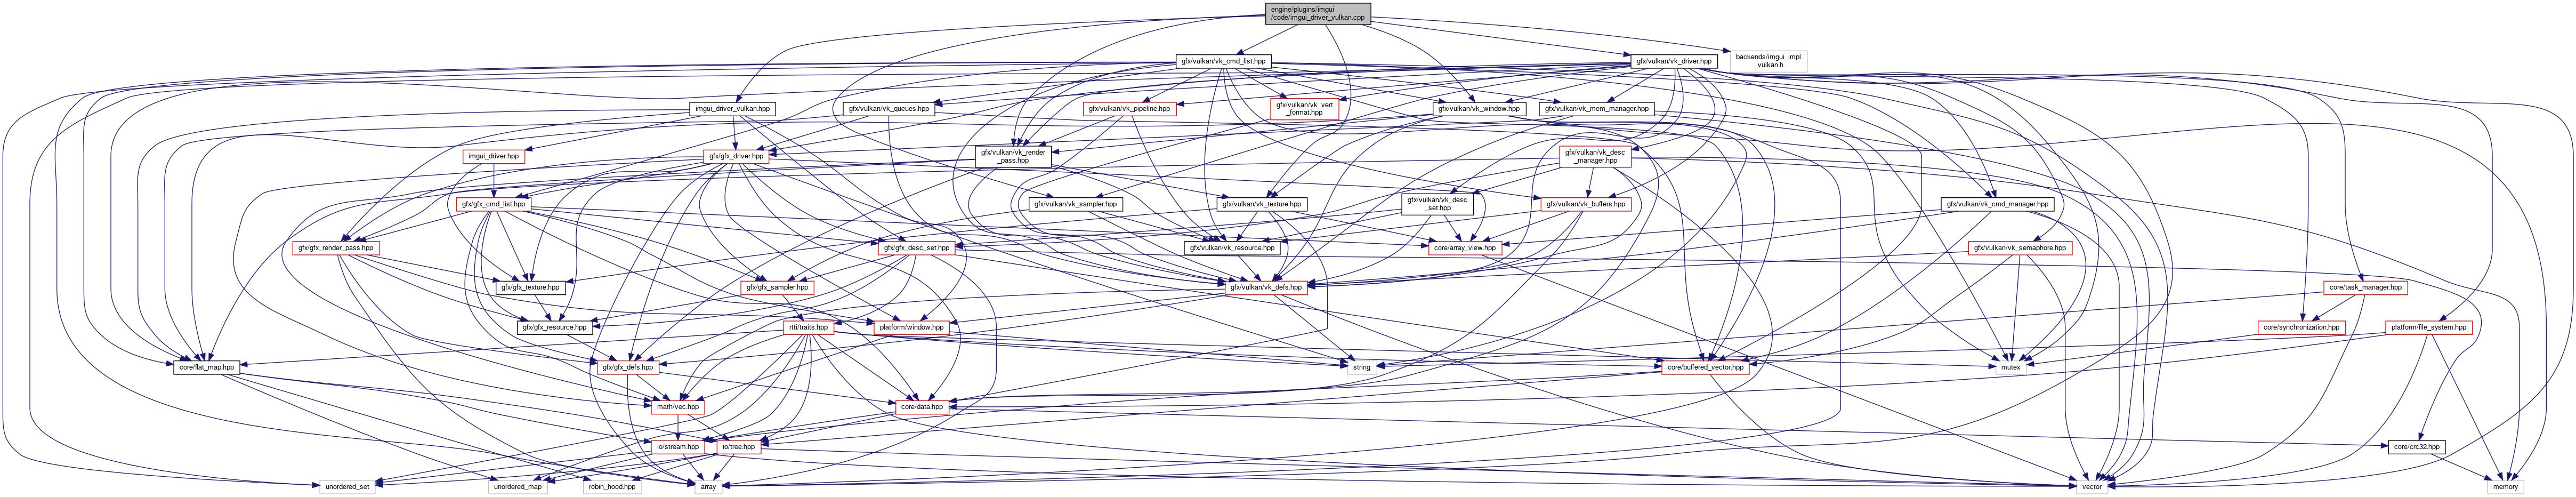 engine/plugins/imgui
/code/imgui_driver_vulkan.cpp
gfx/vulkan/vk_cmd_list.hpp
gfx/vulkan/vk_driver.hpp
backends/imgui_impl
_vulkan.h
imgui_driver_vulkan.hpp
gfx/vulkan/vk_queues.hpp
gfx/vulkan/vk_pipeline.hpp
gfx/vulkan/vk_vert
_format.hpp
gfx/vulkan/vk_window.hpp
gfx/vulkan/vk_mem_manager.hpp
imgui_driver.hpp
gfx/gfx_driver.hpp
gfx/vulkan/vk_render
_pass.hpp
gfx/vulkan/vk_desc
_manager.hpp
gfx/gfx_cmd_list.hpp
gfx/vulkan/vk_sampler.hpp
gfx/vulkan/vk_texture.hpp
gfx/vulkan/vk_desc
_set.hpp
gfx/vulkan/vk_buffers.hpp
gfx/vulkan/vk_cmd_manager.hpp
gfx/gfx_render_pass.hpp
gfx/gfx_desc_set.hpp
gfx/vulkan/vk_resource.hpp
core/array_view.hpp
gfx/vulkan/vk_semaphore.hpp
gfx/gfx_texture.hpp
gfx/gfx_sampler.hpp
gfx/vulkan/vk_defs.hpp
core/task_manager.hpp
gfx/gfx_resource.hpp
rtti/traits.hpp
platform/window.hpp
core/synchronization.hpp
platform/file_system.hpp
core/flat_map.hpp
gfx/gfx_defs.hpp
string
core/buffered_vector.hpp
mutex
math/vec.hpp
core/data.hpp
io/stream.hpp
io/tree.hpp
core/crc32.hpp
unordered_set
unordered_map
robin_hood.hpp
array
vector
memory